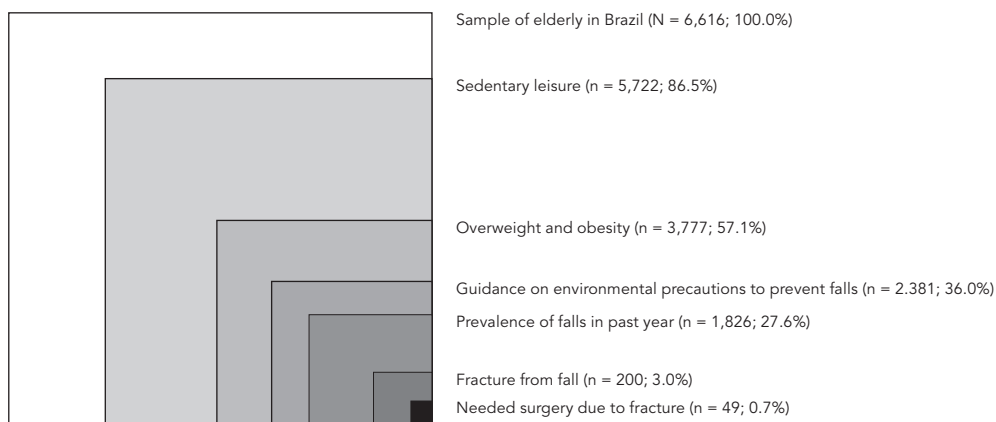 Sample of elderly in Brazil (N = 6,616; 100.0%)
Sedentary leisure (n = 5,722; 86.5%)
Overweight and obesity (n = 3,777; 57.1%)
Guidance on environmental precautions to prevent falls (n = 2.381; 36.0%)
Prevalence of falls in past year (n = 1,826; 27.6%)
Fracture from fall (n = 200; 3.0%)
Needed surgery due to fracture (n = 49; 0.7%)